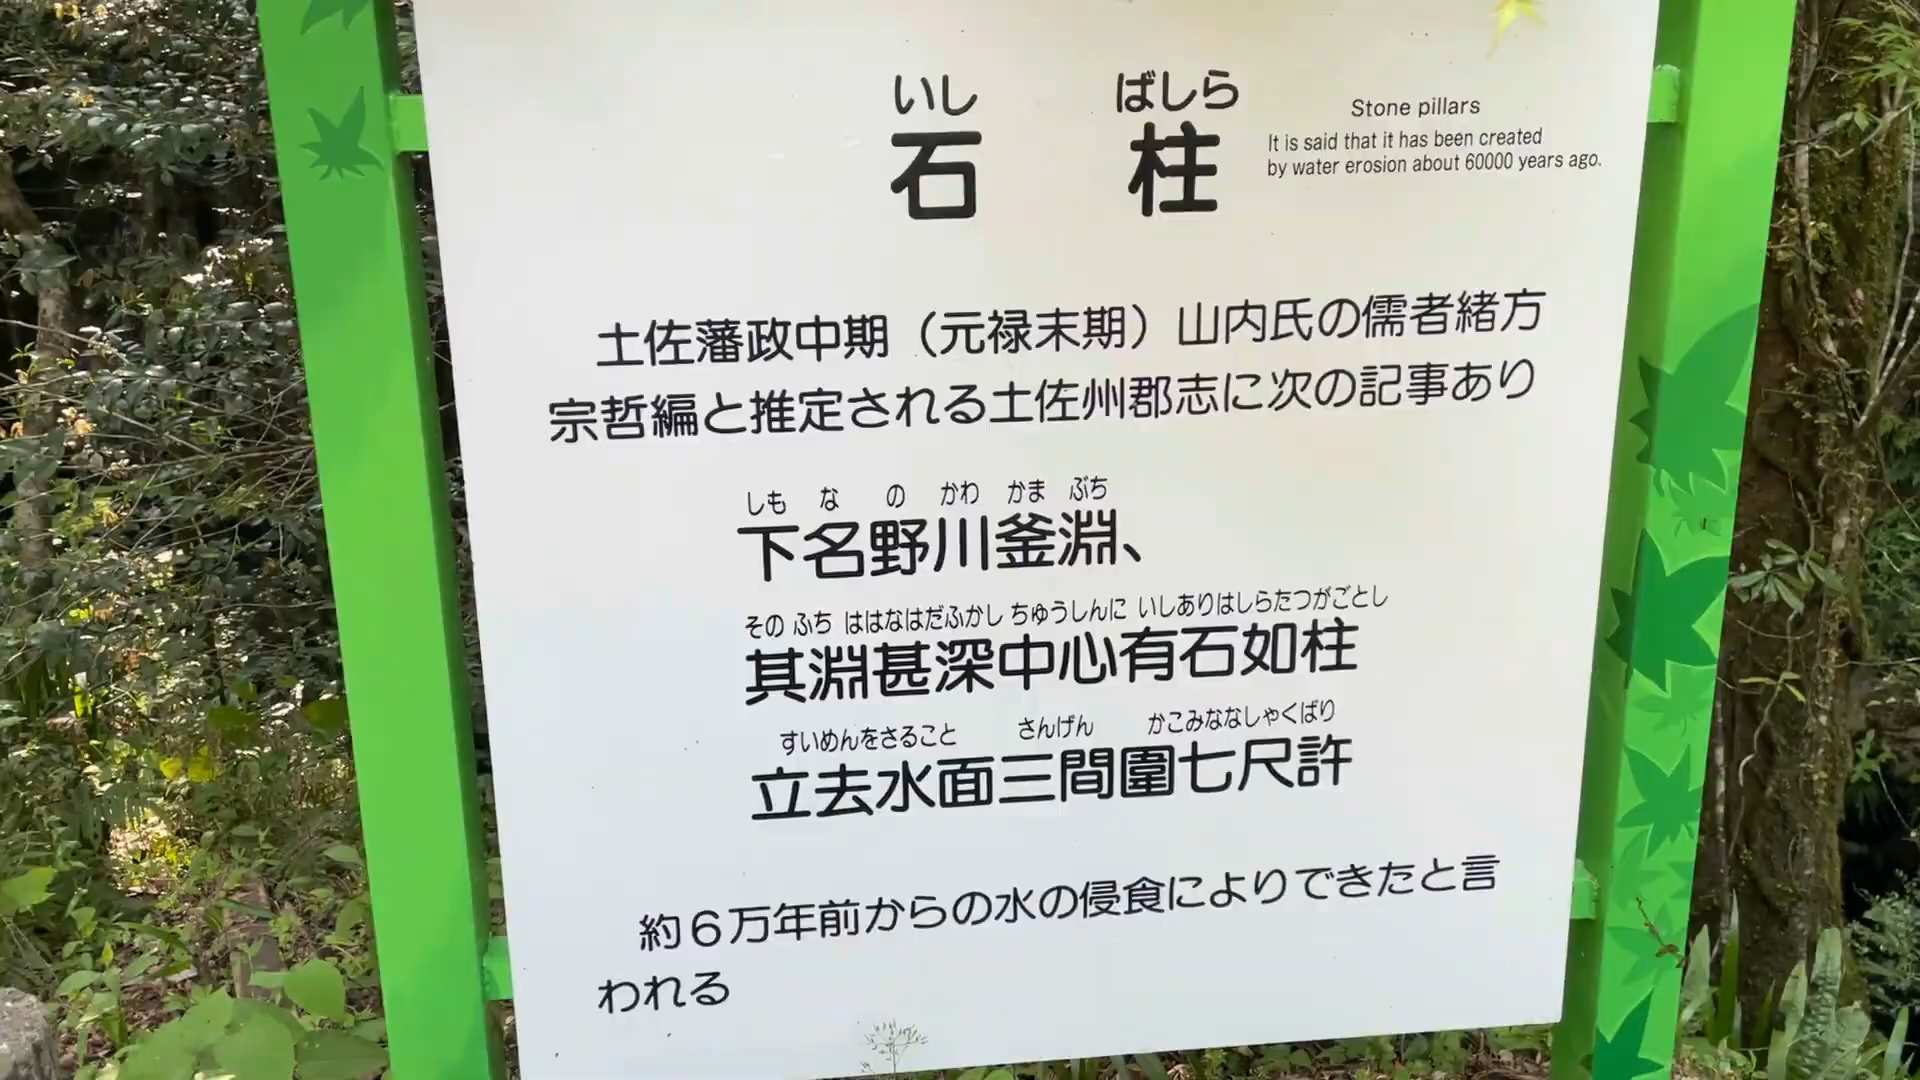 いし ばしら
石 柱
Stone pillars
It is said that it has been created
by water erosion about 60000 years ago.
土佐藩政中期（元禄末期）山内氏の儒者緒方
宗哲編と推定される土佐州郡志に次の記事あり
しも な の かわ かま ぶち
下名野川釜淵、
その ふち ははなはだふかし ちゅうしんに いしありはしらたつがごとし
其淵甚深中心有石如柱
すいめんをさること さんげん かこみななしゃくばり
立去水面三間圍七尺許
約６万年前からの水の侵食によりできたと言
われる